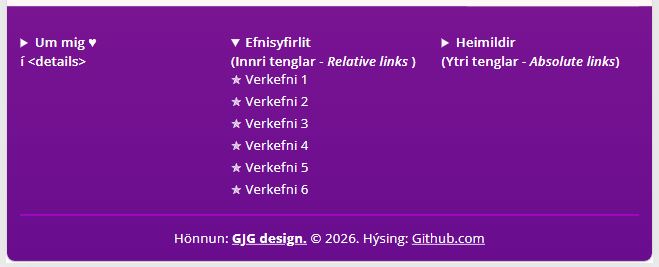 ▶ Um mig ♥
í <details>
▼ Efnisyfirlit
(Innri tenglar - Relative links )
★ Verkefni 1
★ Verkefni 2
★ Verkefni 3
★ Verkefni 4
★ Verkefni 5
★ Verkefni 6
▶ Heimildir
(Ytri tenglar - Absolute links)
Hönnun: GJG design. © 2026. Hýsing: Github.com